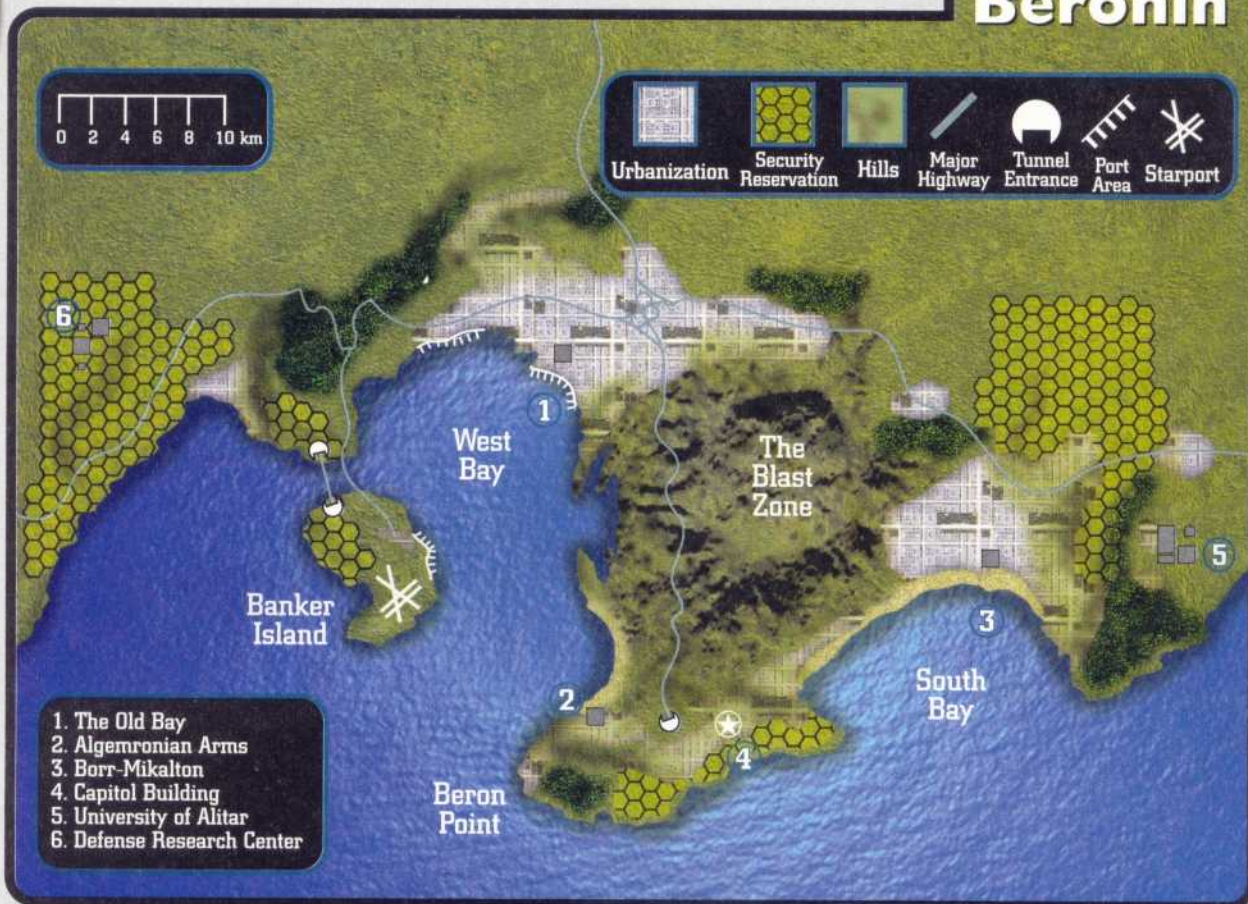 Beronin
0 2 4 6 8 10 km
Urbanization
Security
Reservation
Hills
Major
Highway
Tunnel
Entrance
Port
Area
Starport
6
1
West
Bay
The
Blast
Zone
5
Banker
Island
3
2
South
Bay
4
Beron
Point
1. The Old Bay
2. Algemronian Arms
3. Borr-Mikalton
4. Capitol Building
5. University of Alitar
6. Defense Research Center